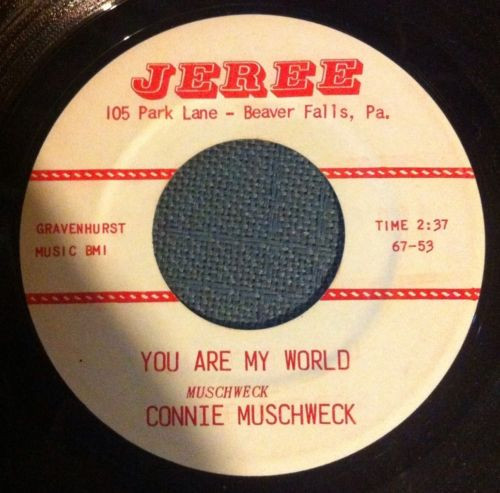 JEREE
105 Park Lane - Beaver Falls, Pa.
GRAVENHURST
MUSIC BMI
TIME 2:37
67-53
YOU ARE MY WORLD
MUSCHWECK
CONNIE MUSCHWECK